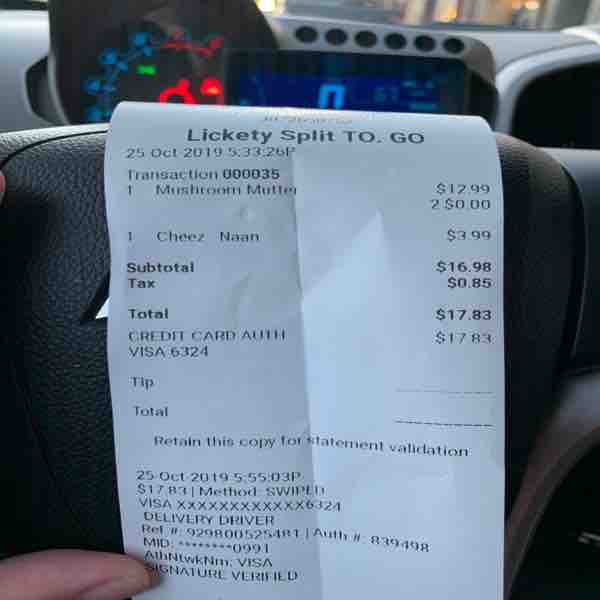 Lickety Split TO. GO
25 Oct 2019 5:33:26P
Transaction 000035
1 Mushroom Mutter $12.99
2 $0.00
1 Cheez Naan $3.99
Subtotal $16.98
Tax $0.85
Total $17.83
CREDIT CARD AUTH $17.83
VISA 6324
Tip
Total
Retain this copy for statement validation
25-Oct-2019 5:55:03P
$17.83 | Method: SWIPED
VISA XXXXXXXXXXXX6324
DELIVERY DRIVER
Ref #: 929800525481 | Auth #: 839498
MID: ********0991
AthNtwkNm: VISA
SIGNATURE VERIFIED